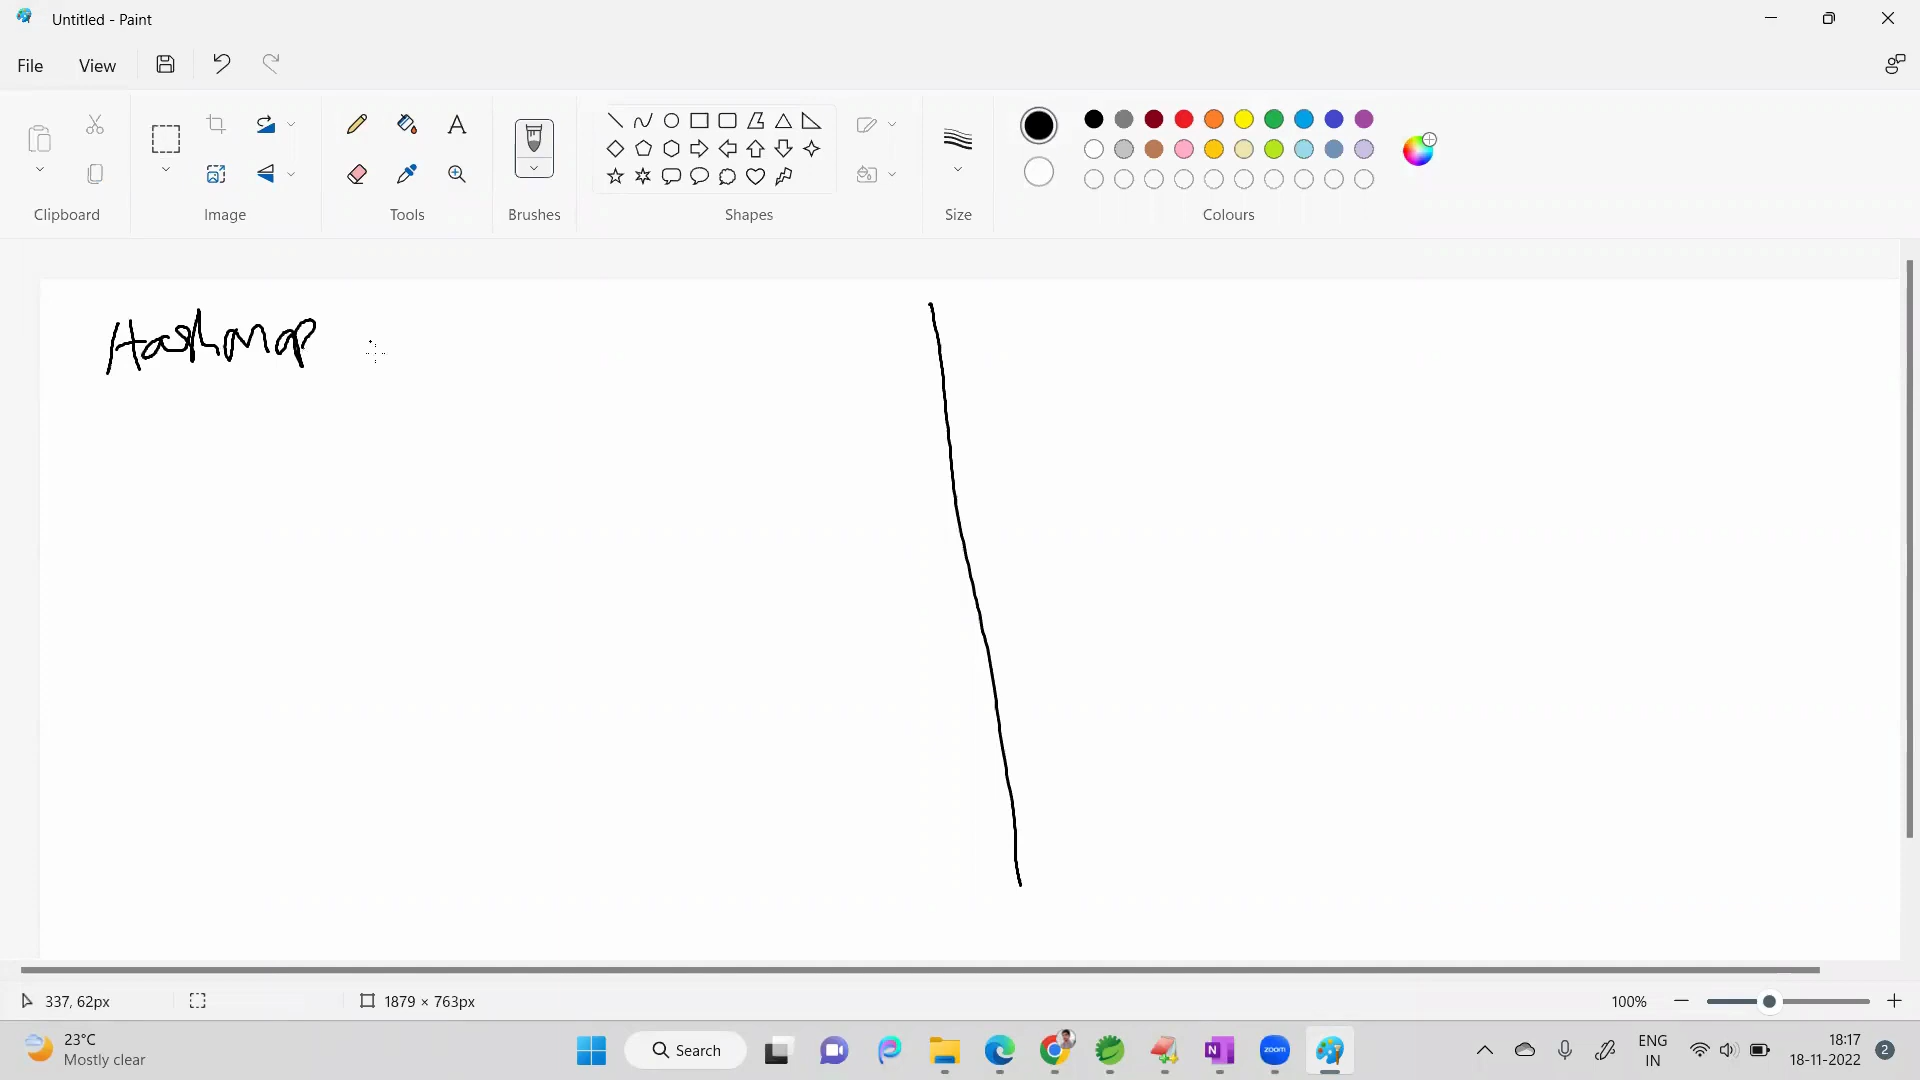 Untitled - Paint
File View
HashMap
Clipboard
Image
Tools
Brushes
Shapes
Size
Colours
337, 62px
1879 × 763px
100%
23°C
Mostly clear
Search
zoom
ENG
IN
18:17
18-11-2022
2